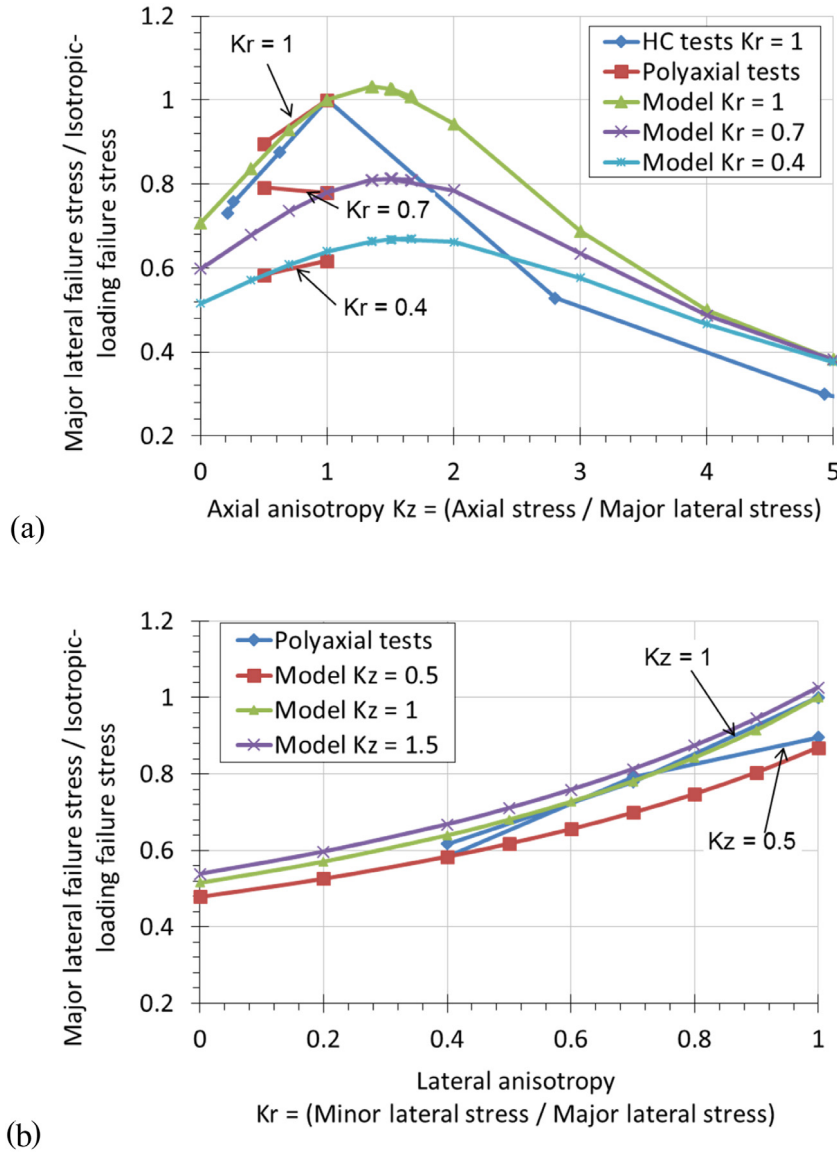 Major lateral failure stress / Isotropic-
loading failure stress
1.2
1
0.8
0.6
0.4
0.2
0
1
2
3
4
5
Kr = 1
Kr = 0.7
Kr = 0.4
HC tests Kr = 1
Polyaxial tests
Model Kr = 1
Model Kr = 0.7
Model Kr = 0.4
Axial anisotropy Kz = (Axial stress / Major lateral stress)
(a)
Major lateral failure stress / Isotropic-
loading failure stress
1.2
1
0.8
0.6
0.4
0.2
0
0.2
0.4
0.6
0.8
1
Polyaxial tests
Model Kz = 0.5
Model Kz = 1
Model Kz = 1.5
Kz = 1
Kz = 0.5
Lateral anisotropy
Kr = (Minor lateral stress / Major lateral stress)
(b)